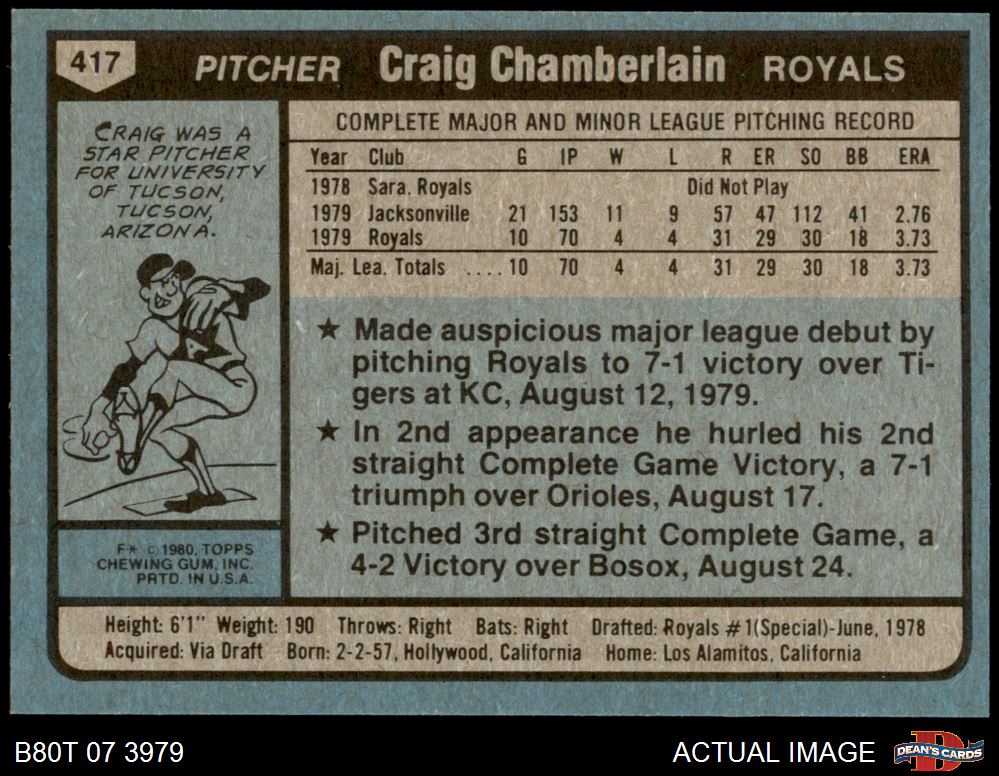 417 PITCHER Craig Chamberlain ROYALS
CRAIG WAS A
STAR PITCHER
FOR UNIVERSITY
OF TUCSON,
TUCSON,
ARIZONA.
COMPLETE MAJOR AND MINOR LEAGUE PITCHING RECORD
Year Club G IP W L R ER SO BB ERA
1978 Sara. Royals Did Not Play
1979 Jacksonville 21 153 11 9 57 47 112 41 2.76
1979 Royals 10 70 4 4 31 29 30 18 3.73
Maj. Lea. Totals .... 10 70 4 4 31 29 30 18 3.73
★ Made auspicious major league debut by
pitching Royals to 7-1 victory over Ti-
gers at KC, August 12, 1979.
★ In 2nd appearance he hurled his 2nd
straight Complete Game Victory, a 7-1
triumph over Orioles, August 17.
★ Pitched 3rd straight Complete Game, a
4-2 Victory over Bosox, August 24.
F* © 1980, TOPPS
CHEWING GUM, INC.
PRTD. IN U.S.A.
Height: 6'1" Weight: 190 Throws: Right Bats: Right Drafted: Royals #1(Special)-June, 1978
Acquired: Via Draft Born: 2-2-57, Hollywood, California Home: Los Alamitos, California
B80T 07 3979
ACTUAL IMAGE
D
DEAN'S CARDS